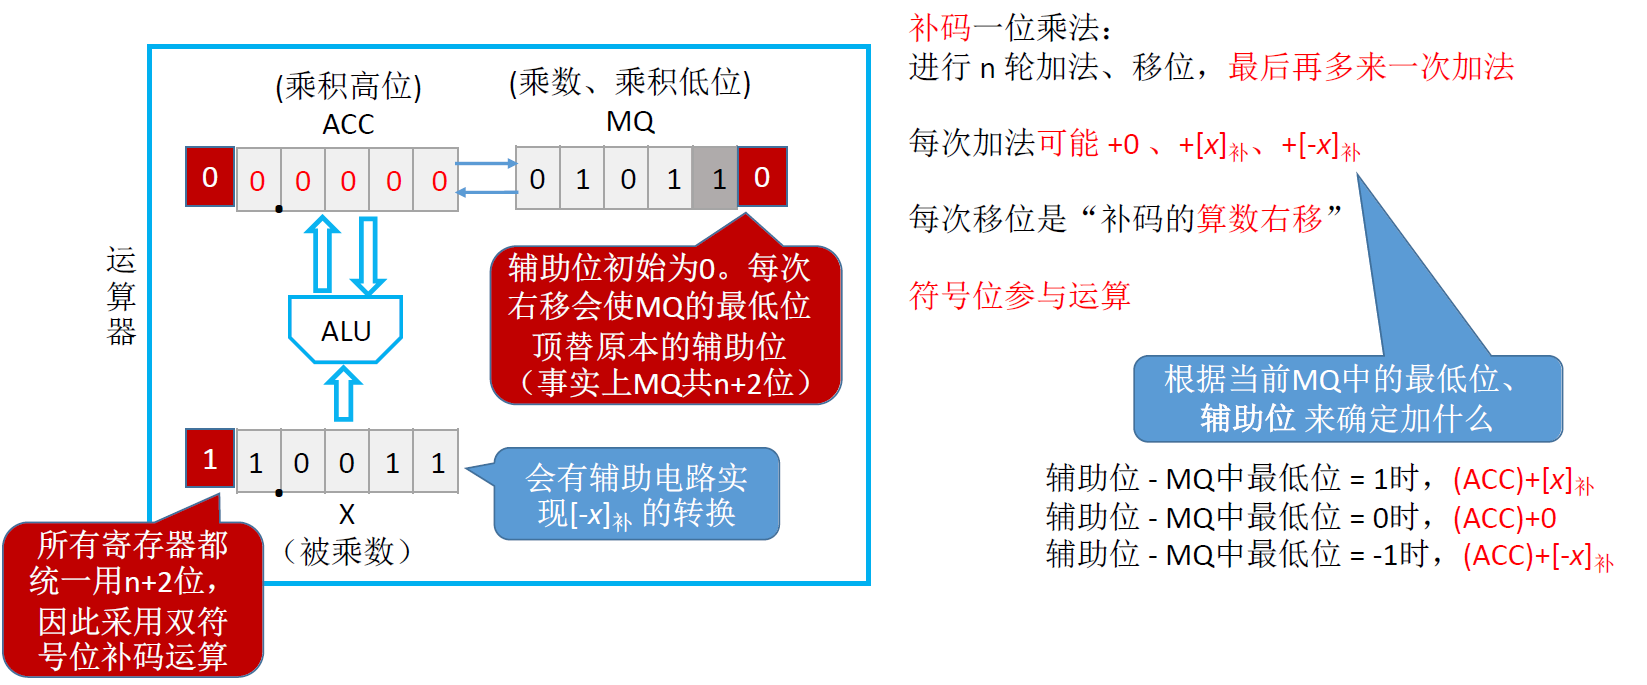 补码一位乘法：
进行 n 轮加法、移位，最后再多来一次加法
每次加法可能 +0 、+[x]补、+[-x]补
每次移位是“补码的算数右移”
符号位参与运算
根据当前MQ中的最低位、
辅助位 来确定加什么
辅助位 - MQ中最低位 = 1时，(ACC)+[x]补
辅助位 - MQ中最低位 = 0时，(ACC)+0
辅助位 - MQ中最低位 = -1时，(ACC)+[-x]补
运算器
(乘积高位)
ACC
0 0 0 0 0 0
(乘数、乘积低位)
MQ
0 1 0 1 1 0
辅助位初始为0。每次
右移会使MQ的最低位
顶替原本的辅助位
（事实上MQ共n+2位）
ALU
1 1 0 0 1 1
X
（被乘数）
会有辅助电路实
现[-x]补 的转换
所有寄存器都
统一用n+2位，
因此采用双符
号位补码运算